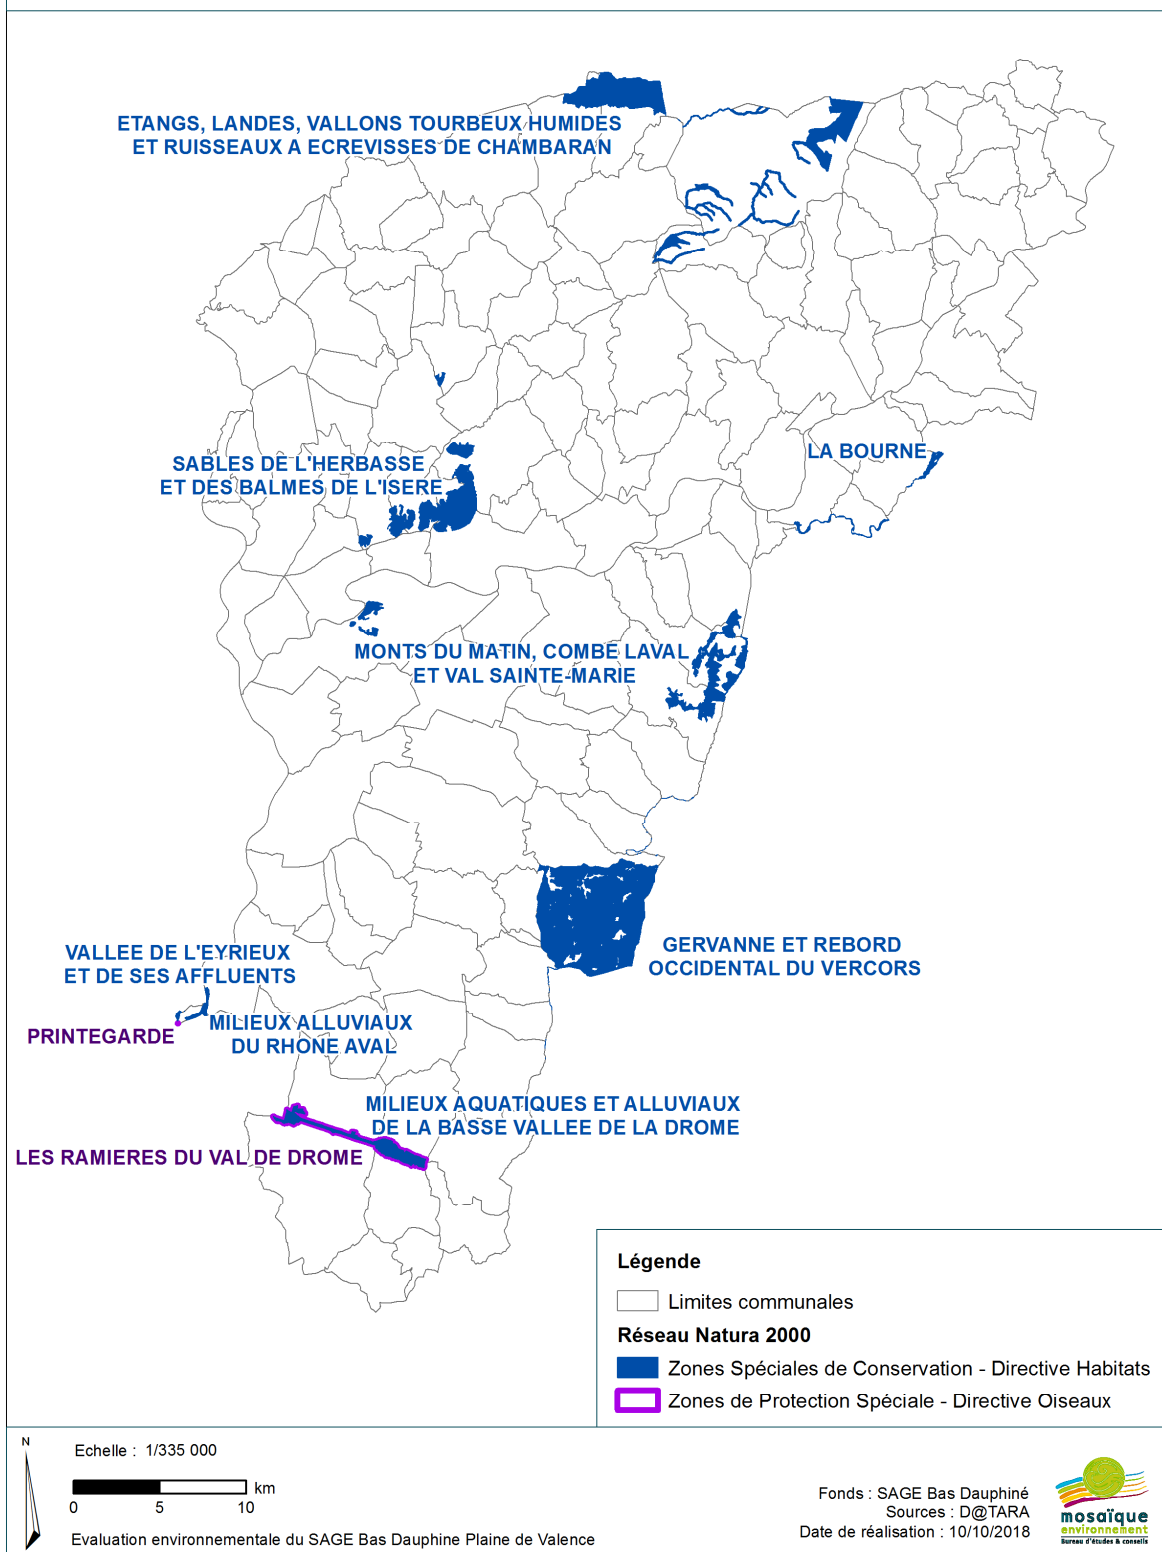 ETANGS, LANDES, VALLONS TOURBEUX HUMIDES
ET RUISSEAUX A ECREVISSES DE CHAMBARAN
LA BOURNE
SABLES DE L'HERBASSE
ET DES BALMES DE L'ISERE
MONTS DU MATIN, COMBE LAVAL
ET VAL SAINTE-MARIE
GERVANNE ET REBORD
OCCIDENTAL DU VERCORS
VALLEE DE L'EYRIEUX
ET DE SES AFFLUENTS
PRINTEGARDE
MILIEUX ALLUVIAUX
DU RHONE AVAL
MILIEUX AQUATIQUES ET ALLUVIAUX
DE LA BASSE VALLEE DE LA DROME
LES RAMIERES DU VAL DE DROME
Légende
Limites communales
Réseau Natura 2000
Zones Spéciales de Conservation - Directive Habitats
Zones de Protection Spéciale - Directive Oiseaux
N
Echelle : 1/335 000
km
0 5 10
Evaluation environnementale du SAGE Bas Dauphine Plaine de Valence
Fonds : SAGE Bas Dauphiné
Sources : D@TARA
Date de réalisation : 10/10/2018
mosaïque
environnement
Bureau d'études & conseils